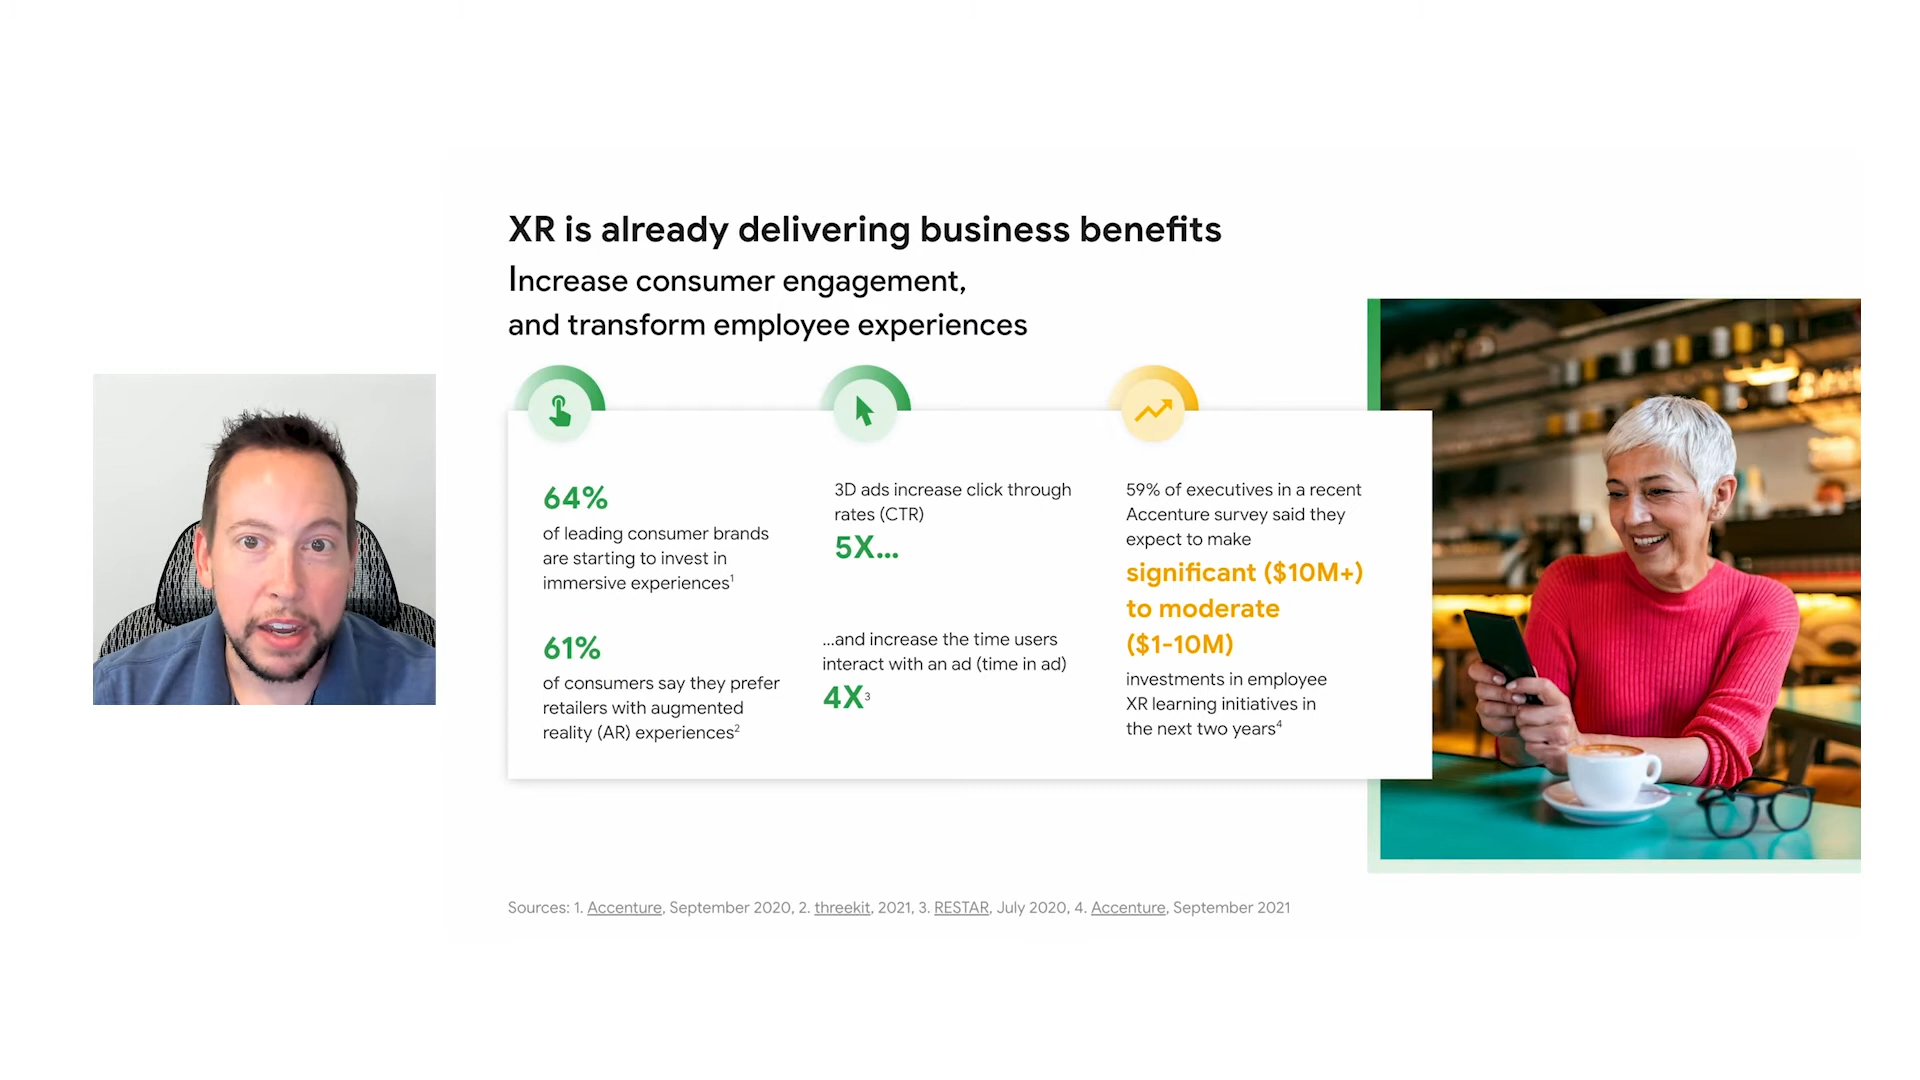 XR is already delivering business benefits
Increase consumer engagement,
and transform employee experiences
64%
of leading consumer brands
are starting to invest in
immersive experiences¹
61%
of consumers say they prefer
retailers with augmented
reality (AR) experiences²
3D ads increase click through
rates (CTR)
5X...
...and increase the time users
interact with an ad (time in ad)
4X³
59% of executives in a recent
Accenture survey said they
expect to make
significant ($10M+)
to moderate
($1-10M)
investments in employee
XR learning initiatives in
the next two years⁴
Sources: 1. Accenture, September 2020, 2. threekit, 2021, 3. RESTAR, July 2020, 4. Accenture, September 2021